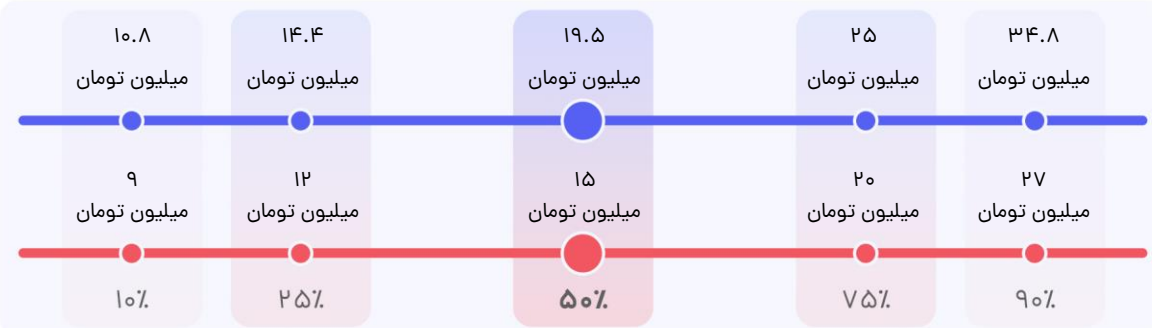 ۱۰.۸ ۱۴.۴ ۱۹.۵ ۲۵ ۳۴.۸
میلیون تومان میلیون تومان میلیون تومان میلیون تومان میلیون تومان
۹ ۱۲ ۱۵ ۲۰ ۲۷
میلیون تومان میلیون تومان میلیون تومان میلیون تومان میلیون تومان
۱۰٪ ۲۵٪ ۵۰٪ ۷۵٪ ۹۰٪